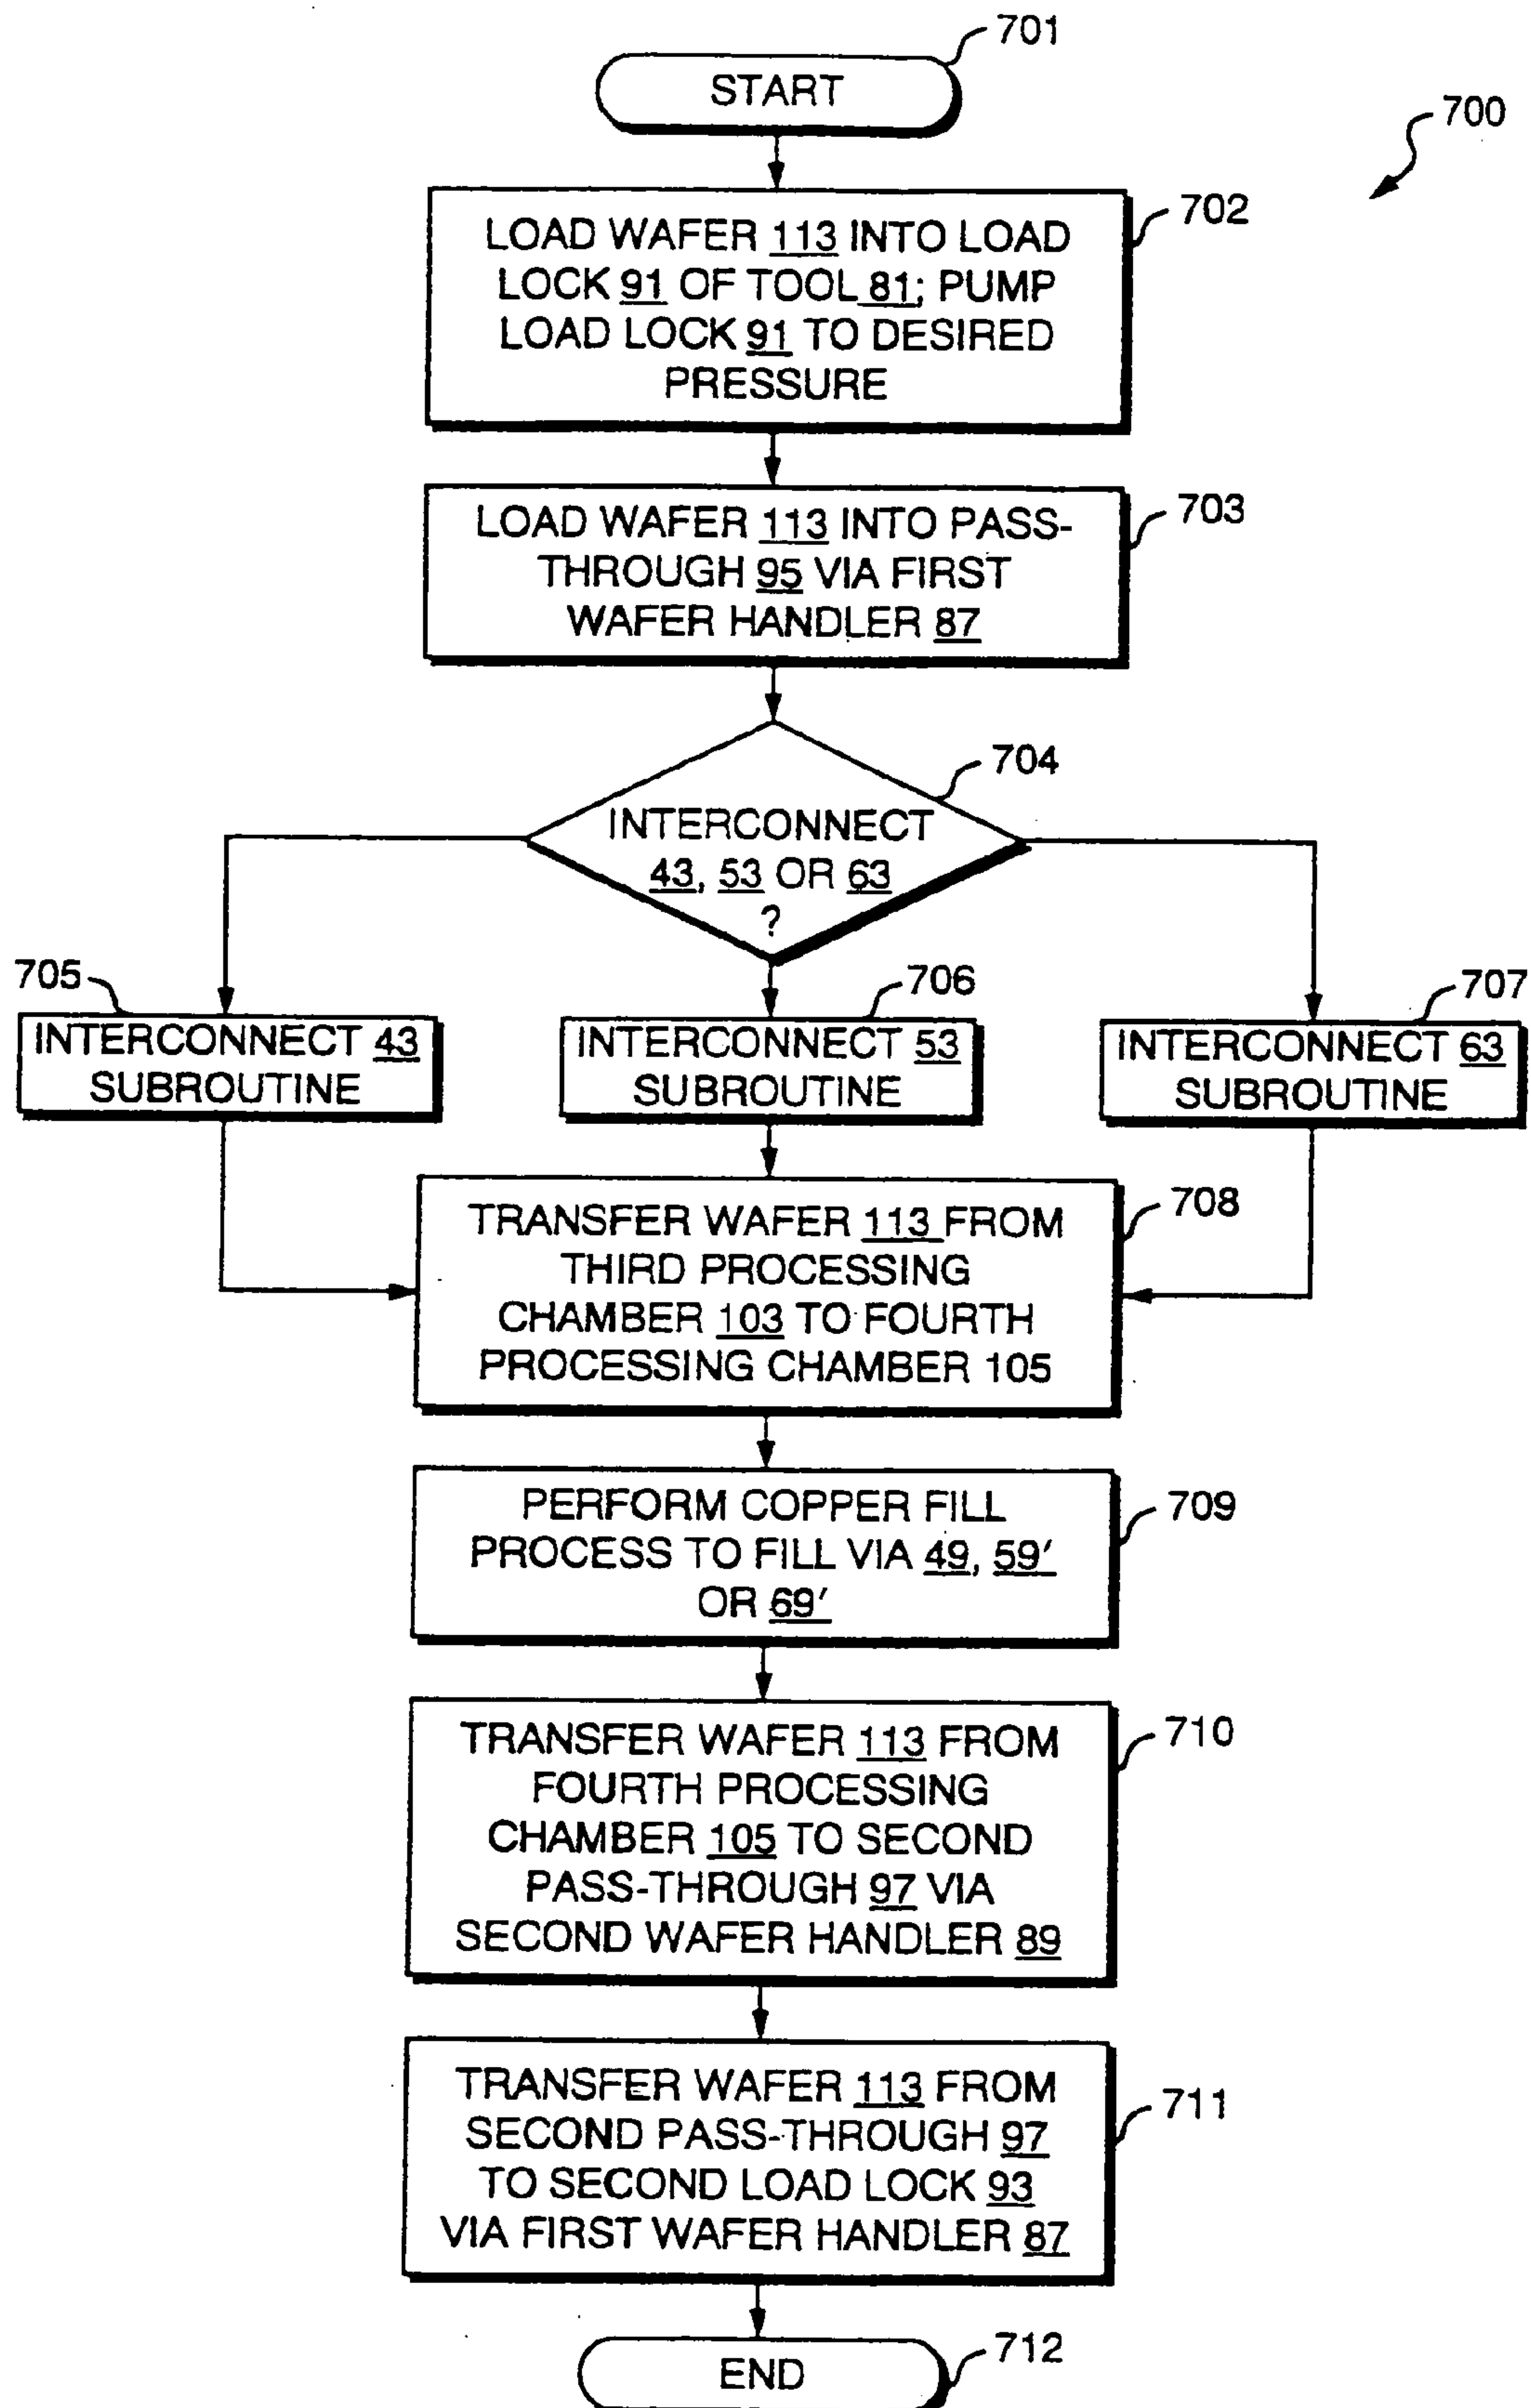 701
START
700
702
LOAD WAFER 113 INTO LOAD
LOCK 91 OF TOOL 81; PUMP
LOAD LOCK 91 TO DESIRED
PRESSURE
703
LOAD WAFER 113 INTO PASS-
THROUGH 95 VIA FIRST
WAFER HANDLER 87
704
INTERCONNECT
43, 53 OR 63
?
705
INTERCONNECT 43
SUBROUTINE
706
INTERCONNECT 53
SUBROUTINE
707
INTERCONNECT 63
SUBROUTINE
708
TRANSFER WAFER 113 FROM
THIRD PROCESSING
CHAMBER 103 TO FOURTH
PROCESSING CHAMBER 105
709
PERFORM COPPER FILL
PROCESS TO FILL VIA 49, 59′
OR 69′
710
TRANSFER WAFER 113 FROM
FOURTH PROCESSING
CHAMBER 105 TO SECOND
PASS-THROUGH 97 VIA
SECOND WAFER HANDLER 89
711
TRANSFER WAFER 113 FROM
SECOND PASS-THROUGH 97
TO SECOND LOAD LOCK 93
VIA FIRST WAFER HANDLER 87
712
END